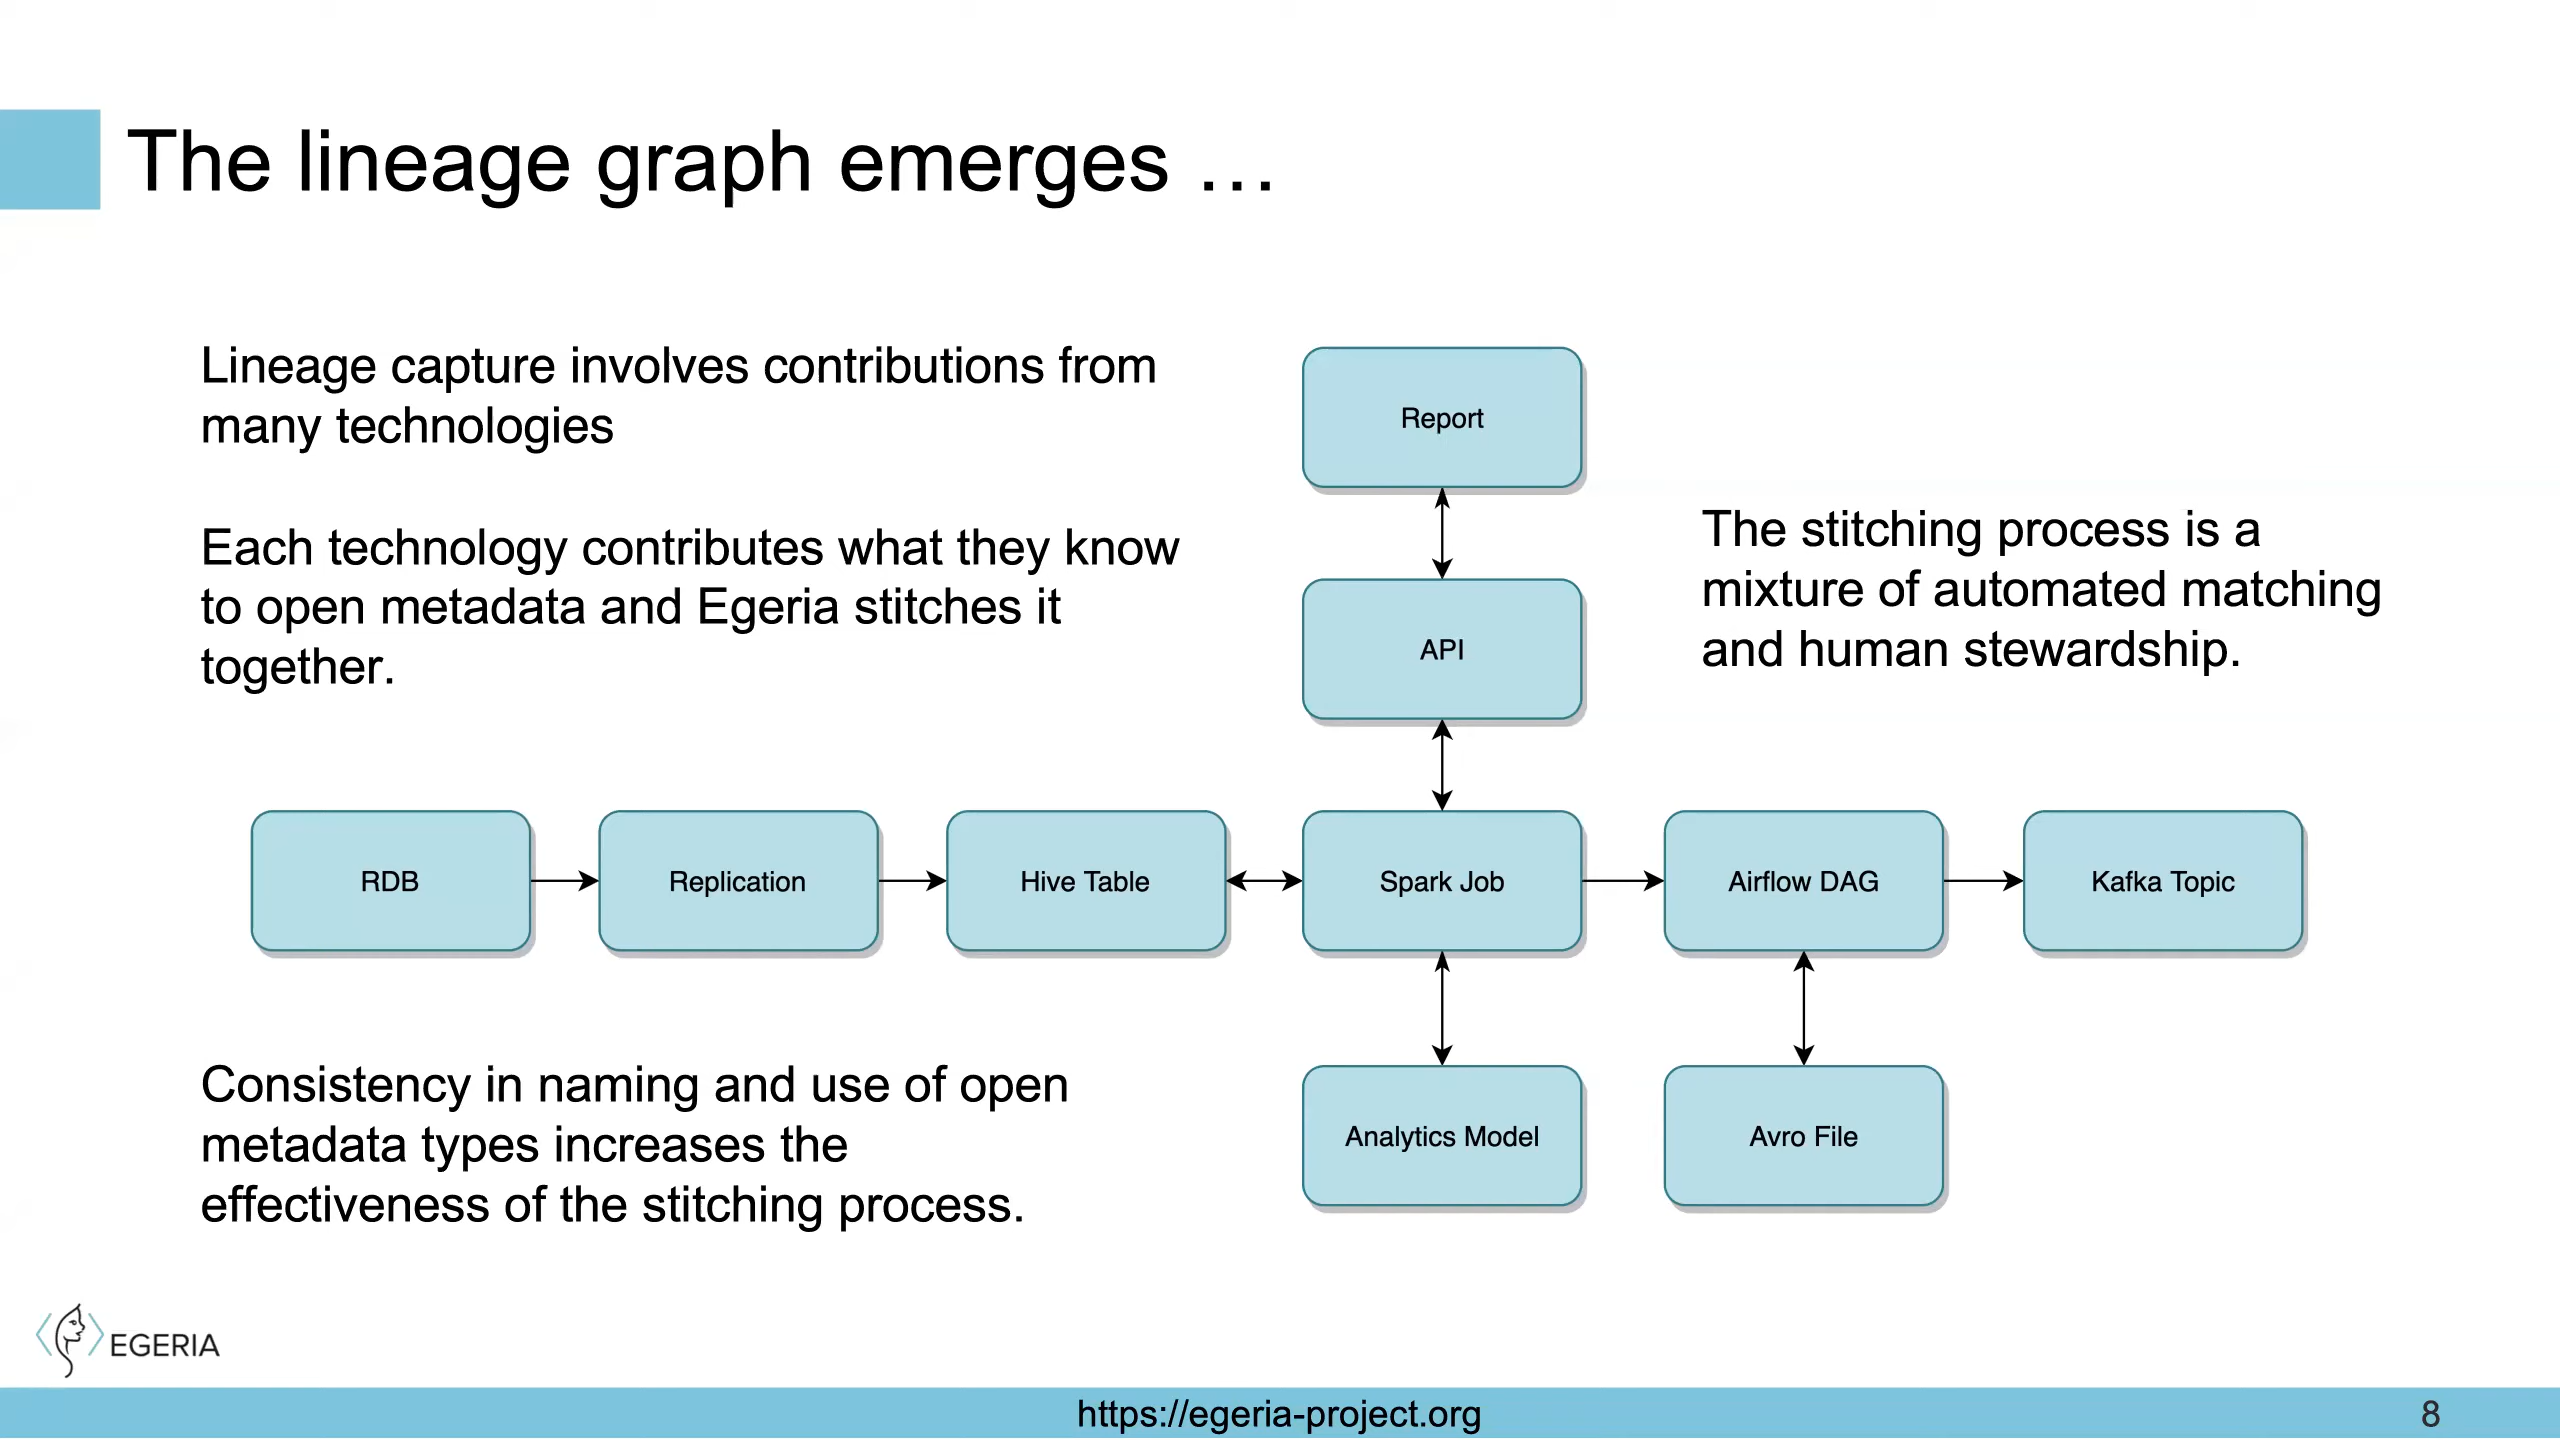 The lineage graph emerges …
Lineage capture involves contributions from
many technologies
Each technology contributes what they know
to open metadata and Egeria stitches it
together.
Report
API
The stitching process is a
mixture of automated matching
and human stewardship.
RDB
Replication
Hive Table
Spark Job
Airflow DAG
Kafka Topic
Consistency in naming and use of open
metadata types increases the
effectiveness of the stitching process.
Analytics Model
Avro File
EGERIA
https://egeria-project.org
8